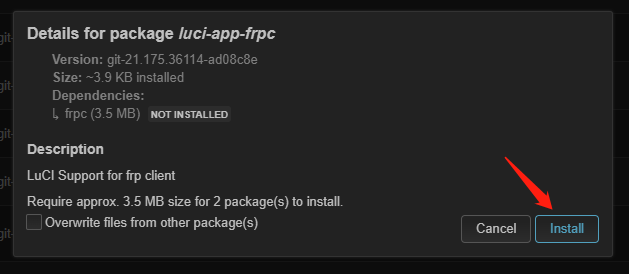 Details for package luci-app-frpc
Version: git-21.175.36114-ad08c8e
Size: ~3.9 KB installed
Dependencies:
↳ frpc (3.5 MB) NOT INSTALLED
Description
LuCI Support for frp client
Require approx. 3.5 MB size for 2 package(s) to install.
Overwrite files from other package(s)
Cancel Install